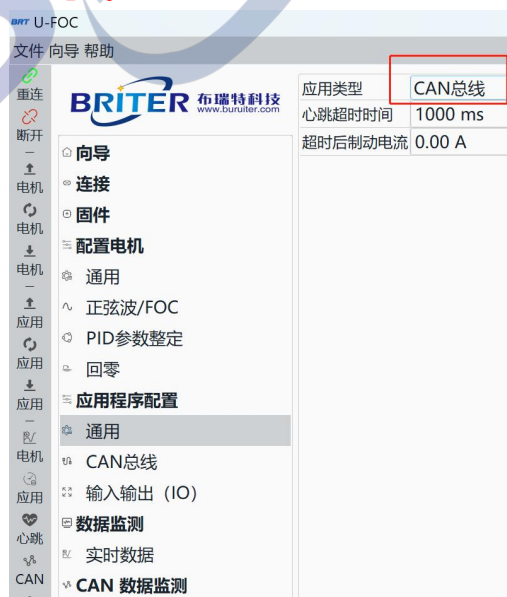 BRT U-FOC
文件 向导 帮助
重连
断开
电机
电机
电机
应用
应用
应用
电机
应用
心跳
CAN
BRITER 布瑞特科技
www.buruiter.com
向导
连接
固件
配置电机
通用
正弦波/FOC
PID参数整定
回零
应用程序配置
通用
CAN总线
输入输出（IO）
数据监测
实时数据
CAN 数据监测
应用类型 CAN总线
心跳超时时间 1000 ms
超时后制动电流 0.00 A